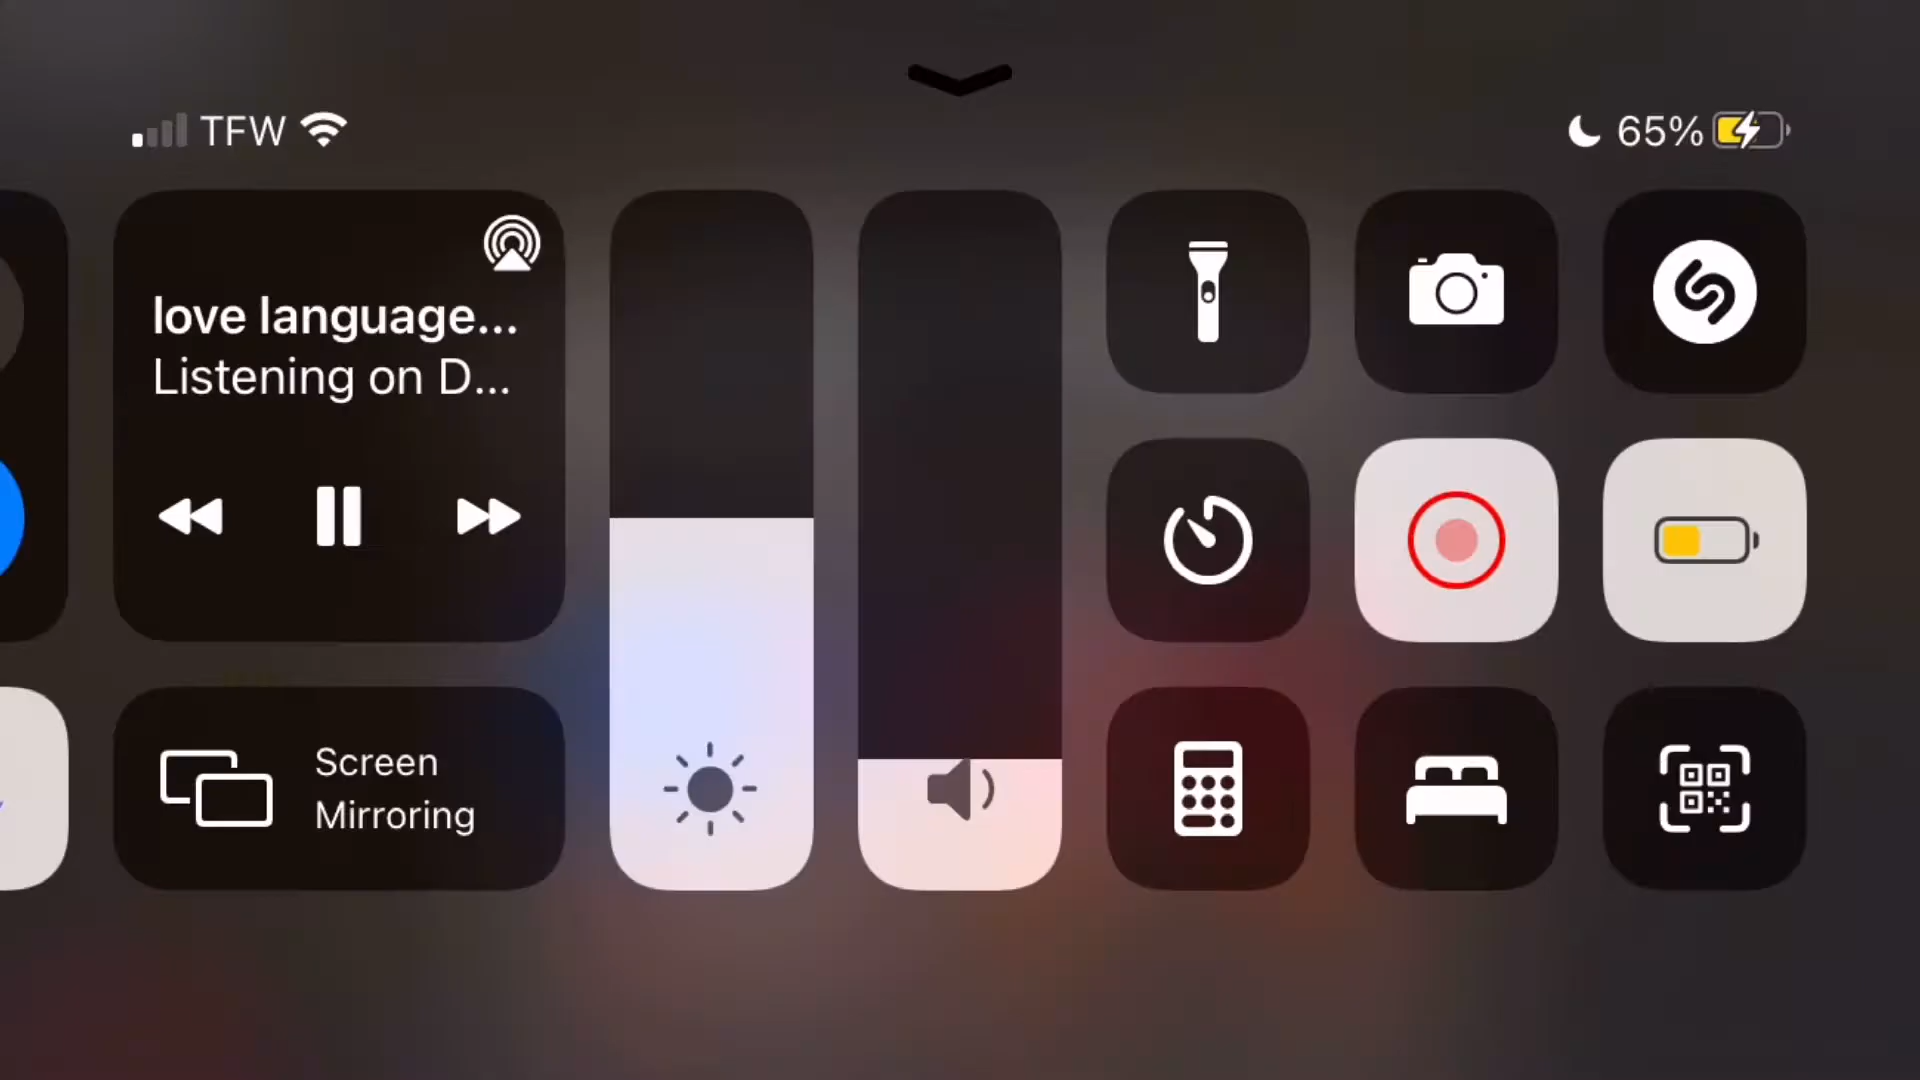 TFW
65%
love language...
Listening on D...
Screen
Mirroring